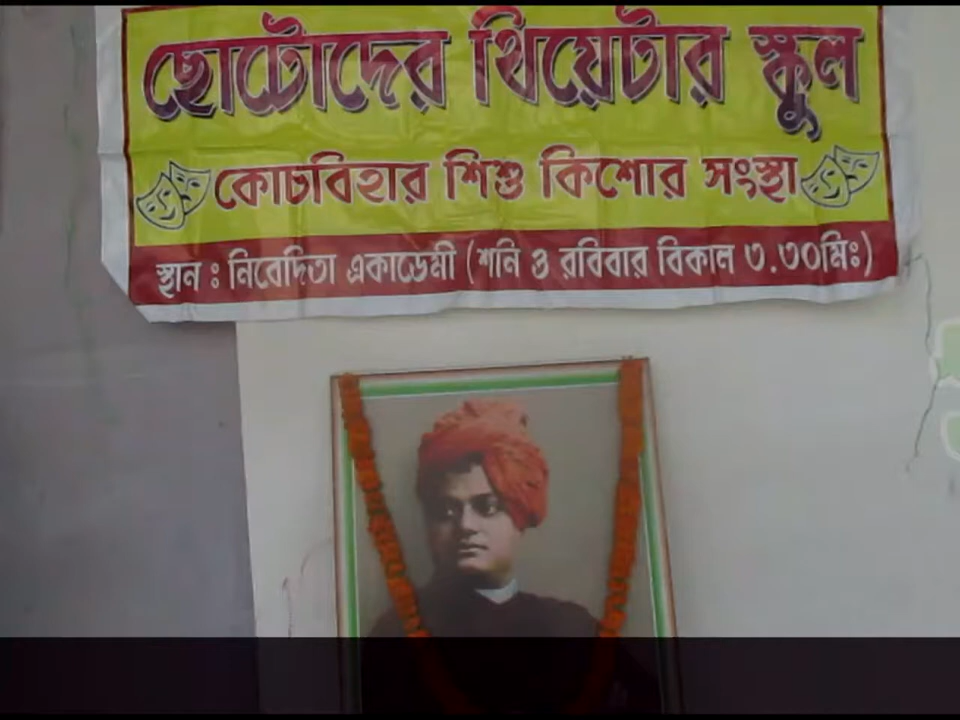 ছোটোদের থিয়েটার স্কুল
কোচবিহার শিশু কিশোর সংস্থা
স্থান : নিবেদিতা একাডেমী (শনি ও রবিবার বিকাল ৩.৩০মিঃ)